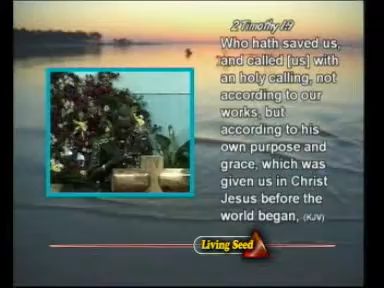 2 Timothy 1:9
Who hath saved us,
and called [us] with
an holy calling, not
according to our
works, but
according to his
own purpose and
grace, which was
given us in Christ
Jesus before the
world began, (KJV)
Living Seed